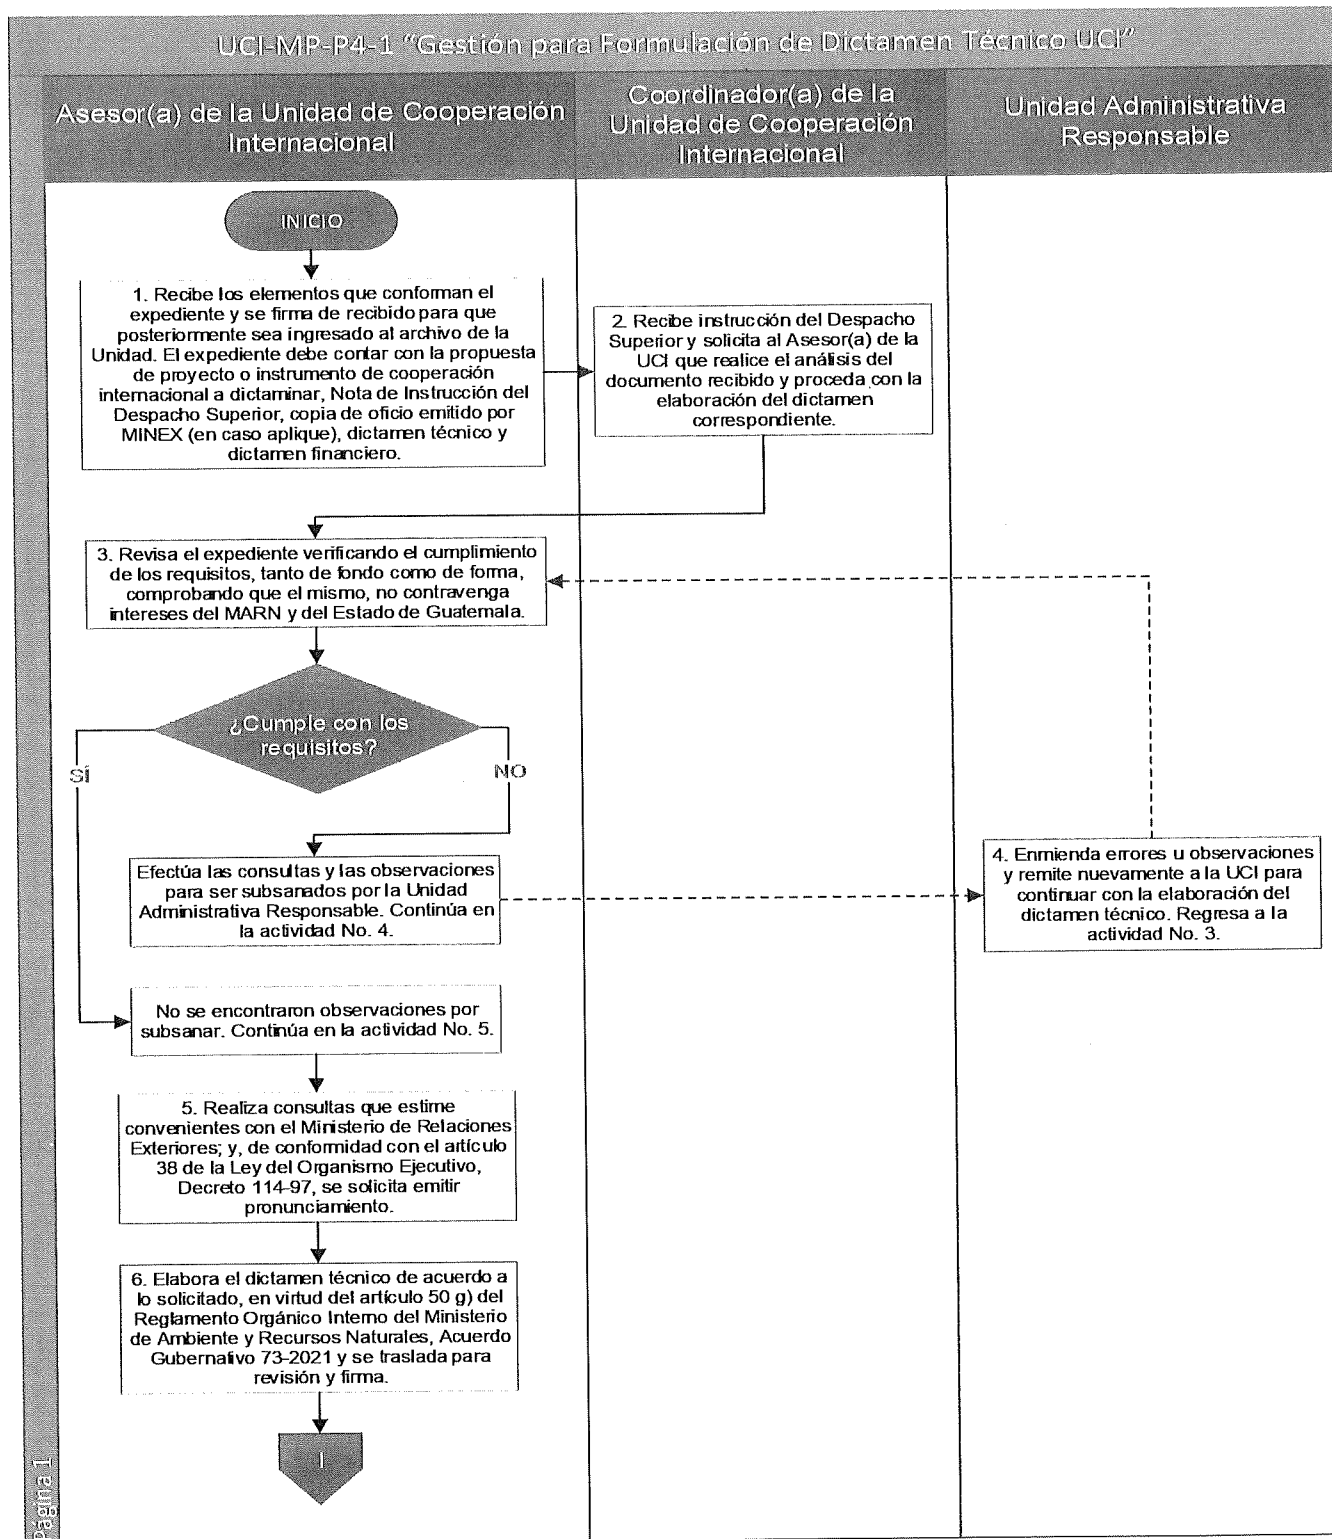 UCI-MP-P4-1 “Gestión para Formulación de Dictamen Técnico UCI”
Asesor(a) de la Unidad de Cooperación
Internacional
Coordinador(a) de la
Unidad de Cooperación
Internacional
Unidad Administrativa
Responsable
INICIO
1. Recibe los elementos que conforman el
expediente y se firma de recibido para que
posteriormente sea ingresado al archivo de la
Unidad. El expediente debe contar con la propuesta
de proyecto o instrumento de cooperación
internacional a dictaminar, Nota de Instrucción del
Despacho Superior, copia de oficio emitido por
MINEX (en caso aplique), dictamen técnico y
dictamen financiero.
2. Recibe instrucción del Despacho
Superior y solicita al Asesor(a) de la
UCI que realice el análisis del
documento recibido y proceda con la
elaboración del dictamen
correspondiente.
3. Revisa el expediente verificando el cumplimiento
de los requisitos, tanto de fondo como de forma,
comprobando que el mismo, no contravenga
intereses del MARN y del Estado de Guatemala.
¿Cumple con los
requisitos?
SÍ
NO
Efectúa las consultas y las observaciones
para ser subsanados por la Unidad
Administrativa Responsable. Continúa en
la actividad No. 4.
4. Enmienda errores u observaciones
y remite nuevamente a la UCI para
continuar con la elaboración del
dictamen técnico. Regresa a la
actividad No. 3.
No se encontraron observaciones por
subsanar. Continúa en la actividad No. 5.
5. Realiza consultas que estime
convenientes con el Ministerio de Relaciones
Exteriores; y, de conformidad con el artículo
38 de la Ley del Organismo Ejecutivo,
Decreto 114-97, se solicita emitir
pronunciamiento.
6. Elabora el dictamen técnico de acuerdo a
lo solicitado, en virtud del artículo 50 g) del
Reglamento Orgánico Interno del Ministerio
de Ambiente y Recursos Naturales, Acuerdo
Gubernativo 73-2021 y se traslada para
revisión y firma.
I
Página 1